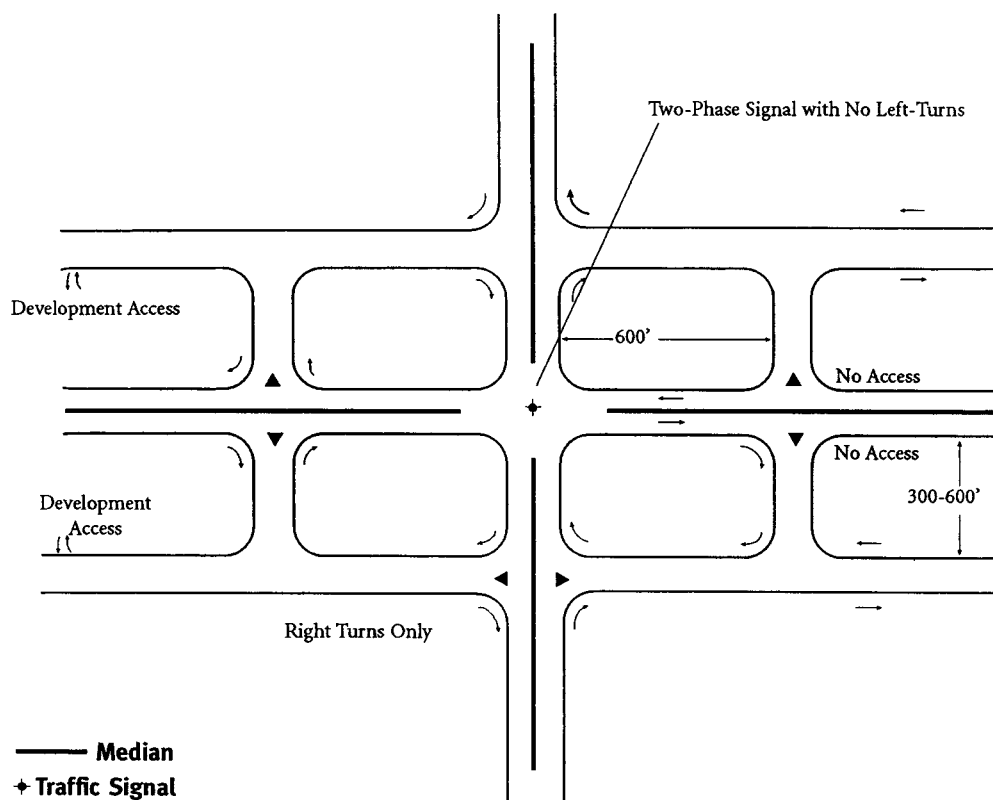 Two-Phase Signal with No Left-Turns
Development Access
600’
No Access
No Access
300-600’
Development
Access
Right Turns Only
Median
Traffic Signal